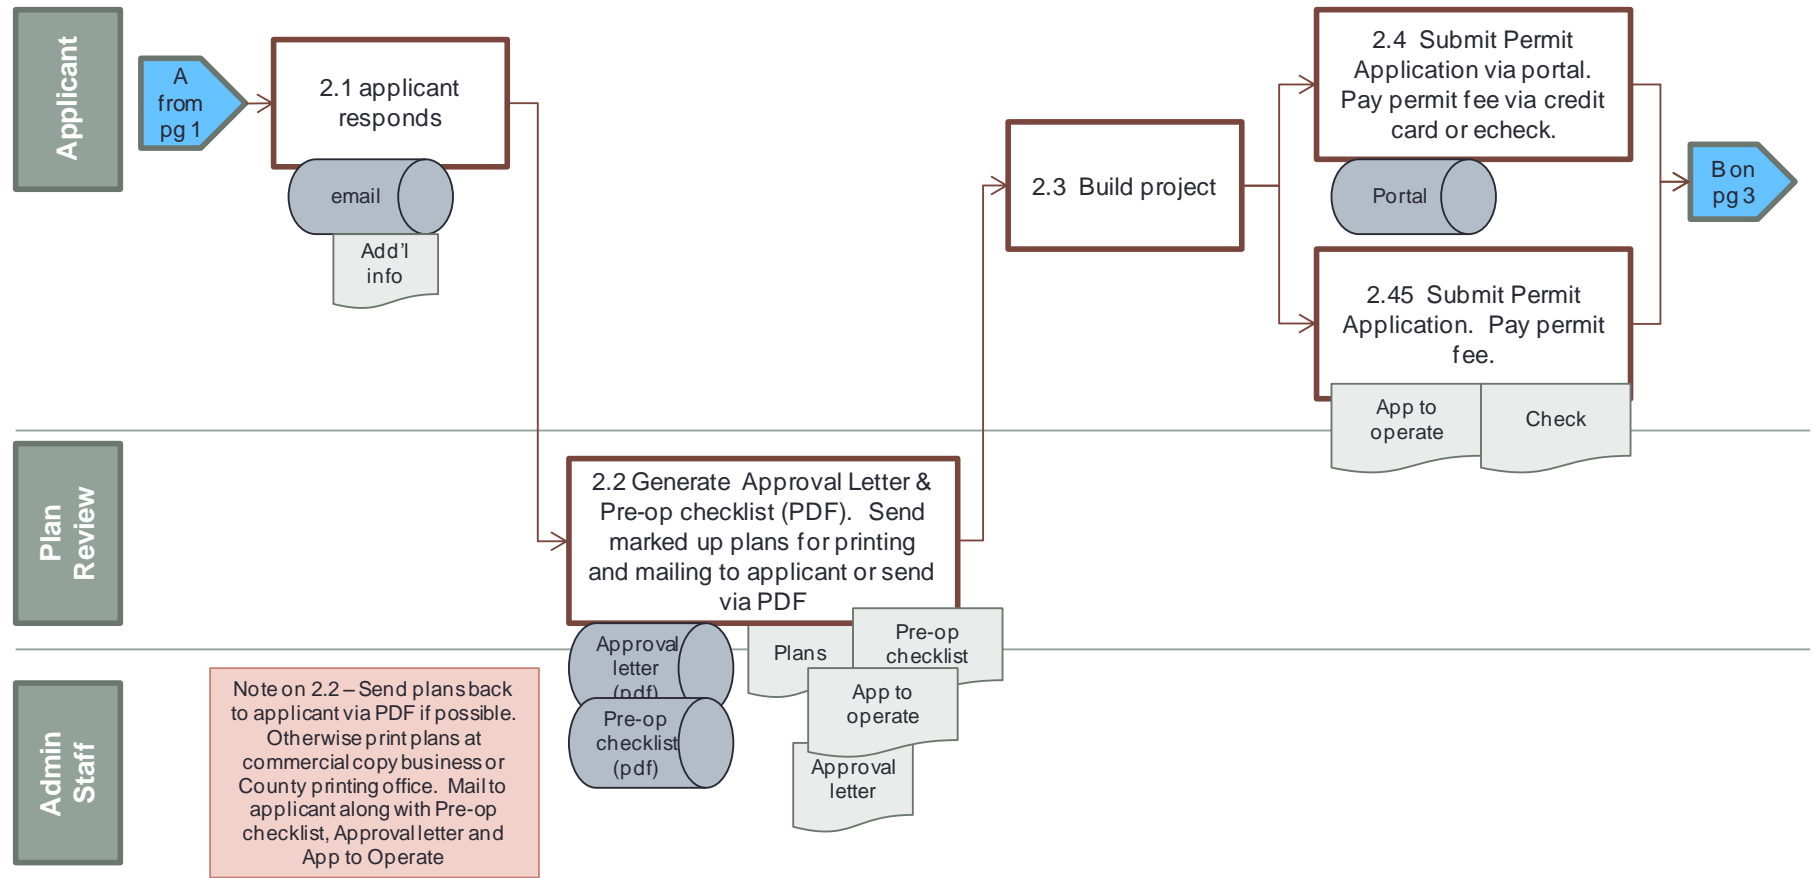 Applicant
A
from
pg 1
2.1 applicant
responds
email
Add'l
info
2.3 Build project
2.4 Submit Permit
Application via portal.
Pay permit fee via credit
card or echeck.
Portal
B on
pg 3
2.45 Submit Permit
Application. Pay permit
fee.
App to
operate
Check
Plan
Review
2.2 Generate Approval Letter &
Pre-op checklist (PDF). Send
marked up plans for printing
and mailing to applicant or send
via PDF
Approval
letter
(pdf)
Plans
Pre-op
checklist
App to
operate
Pre-op
checklist
(pdf)
Approval
letter
Admin
Staff
Note on 2.2 – Send plans back
to applicant via PDF if possible.
Otherwise print plans at
commercial copy business or
County printing office. Mail to
applicant along with Pre-op
checklist, Approval letter and
App to Operate